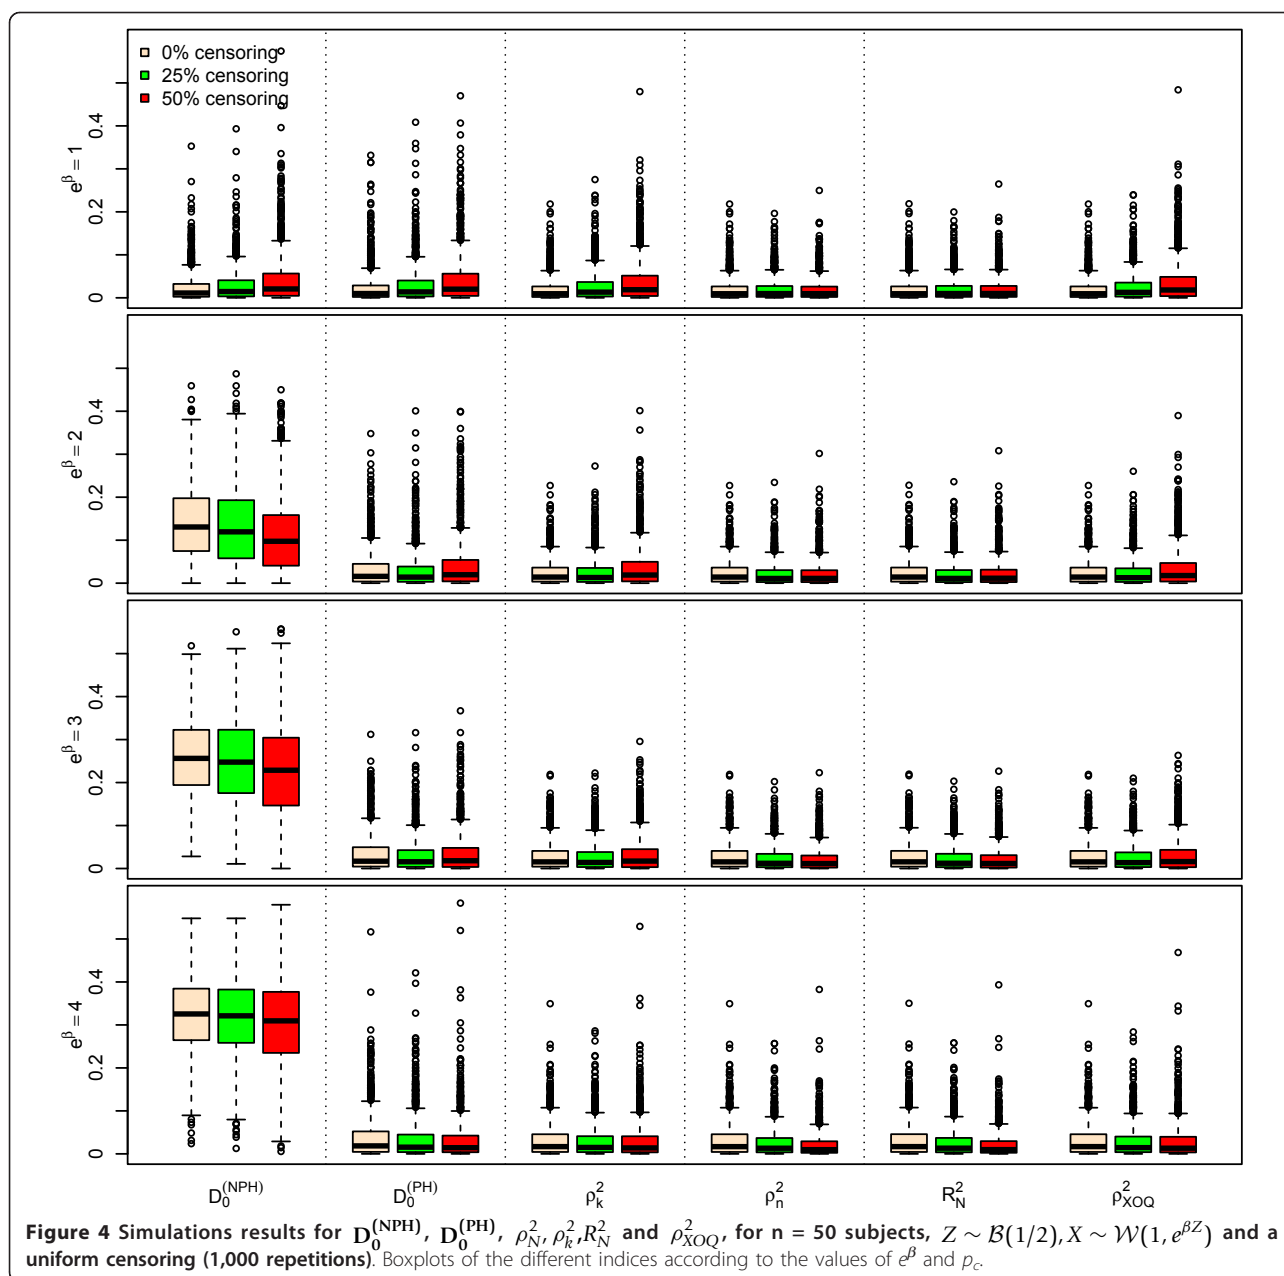 0% censoring
25% censoring
50% censoring
e^β = 1
0 0.2 0.4
e^β = 2
0 0.2 0.4
e^β = 3
0 0.2 0.4
e^β = 4
0 0.2 0.4
D_0^(NPH) D_0^(PH) ρ_k^2 ρ_n^2 R_N^2 ρ_XOQ^2
Figure 4 Simulations results for D_0^(NPH), D_0^(PH), ρ_N^2, ρ_k^2, R_N^2 and ρ_XOQ^2, for n = 50 subjects, Z ∼ B(1/2), X ∼ W(1, e^βZ) and a
uniform censoring (1,000 repetitions). Boxplots of the different indices according to the values of e^β and p_c.